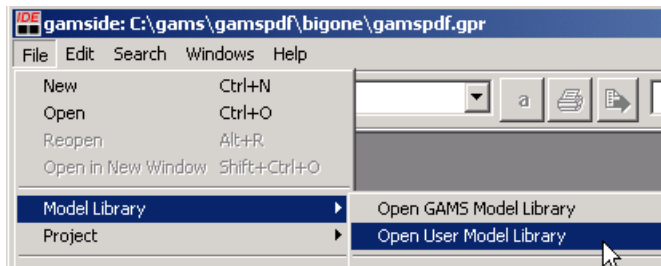 IDE gamside: C:\gams\gamspdf\bigone\gamspdf.gpr
File Edit Search Windows Help
New Ctrl+N
Open Ctrl+O
a
Reopen Alt+R
Open in New Window Shift+Ctrl+O
Model Library Open GAMS Model Library
Project Open User Model Library